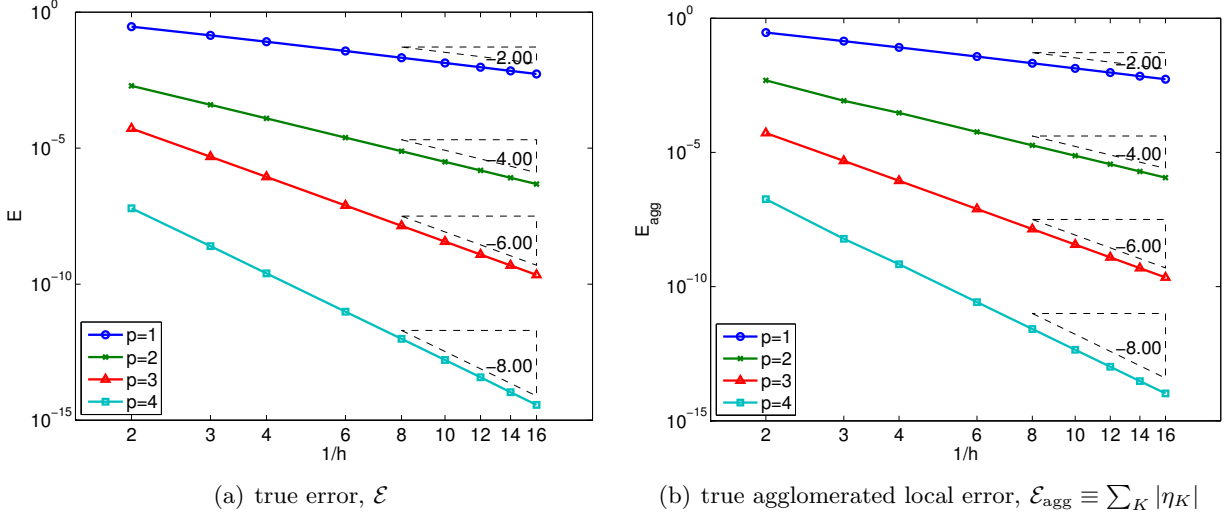 10^0
10^−5
10^−10
10^−15
E
−2.00
−4.00
−6.00
−8.00
p=1
p=2
p=3
p=4
2 3 4 6 8 10 12 14 16
1/h
(a) true error, ℰ
10^0
10^−5
10^−10
10^−15
E_agg
−2.00
−4.00
−6.00
−8.00
p=1
p=2
p=3
p=4
2 3 4 6 8 10 12 14 16
1/h
(b) true agglomerated local error, ℰ_agg ≡ ∑_K |η_K|